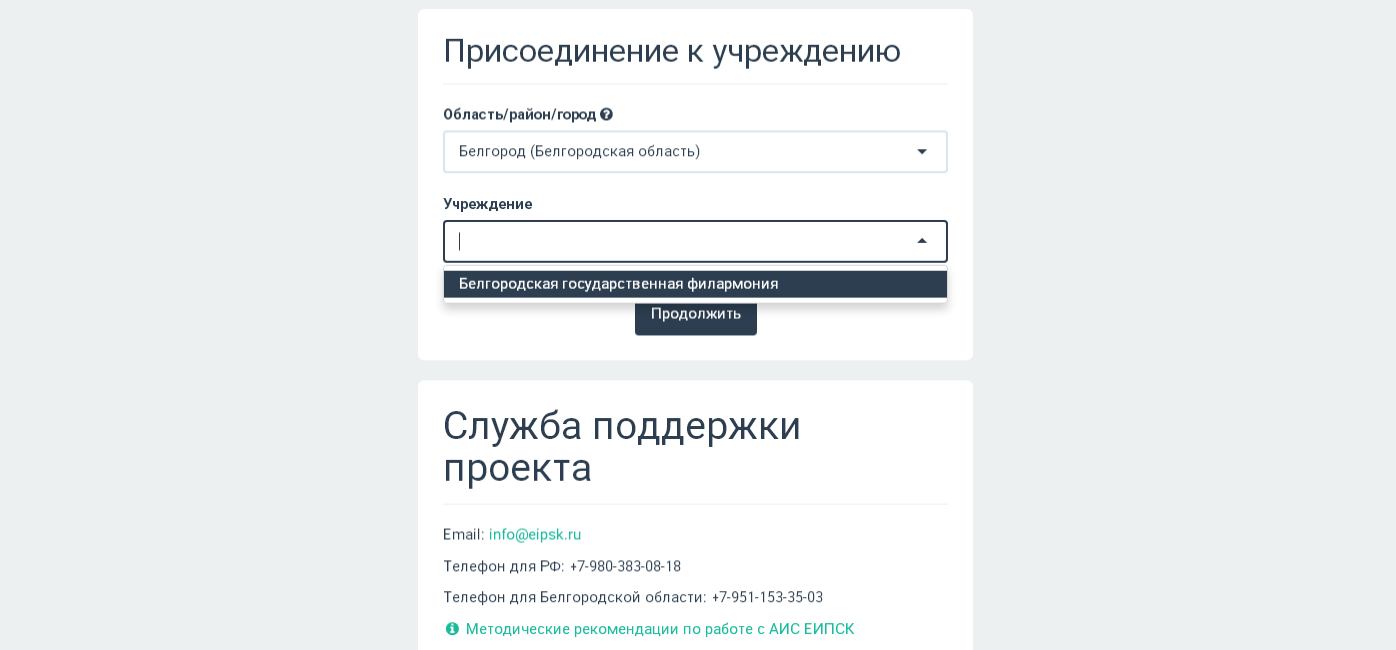 Присоединение к учреждению
Область/район/город
Белгород (Белгородская область)
Учреждение
Белгородская государственная филармония
Продолжить
Служба поддержки
проекта
Email: info@eipsk.ru
Телефон для РФ: +7-980-383-08-18
Телефон для Белгородской области: +7-951-153-35-03
Методические рекомендации по работе с АИС ЕИПСК